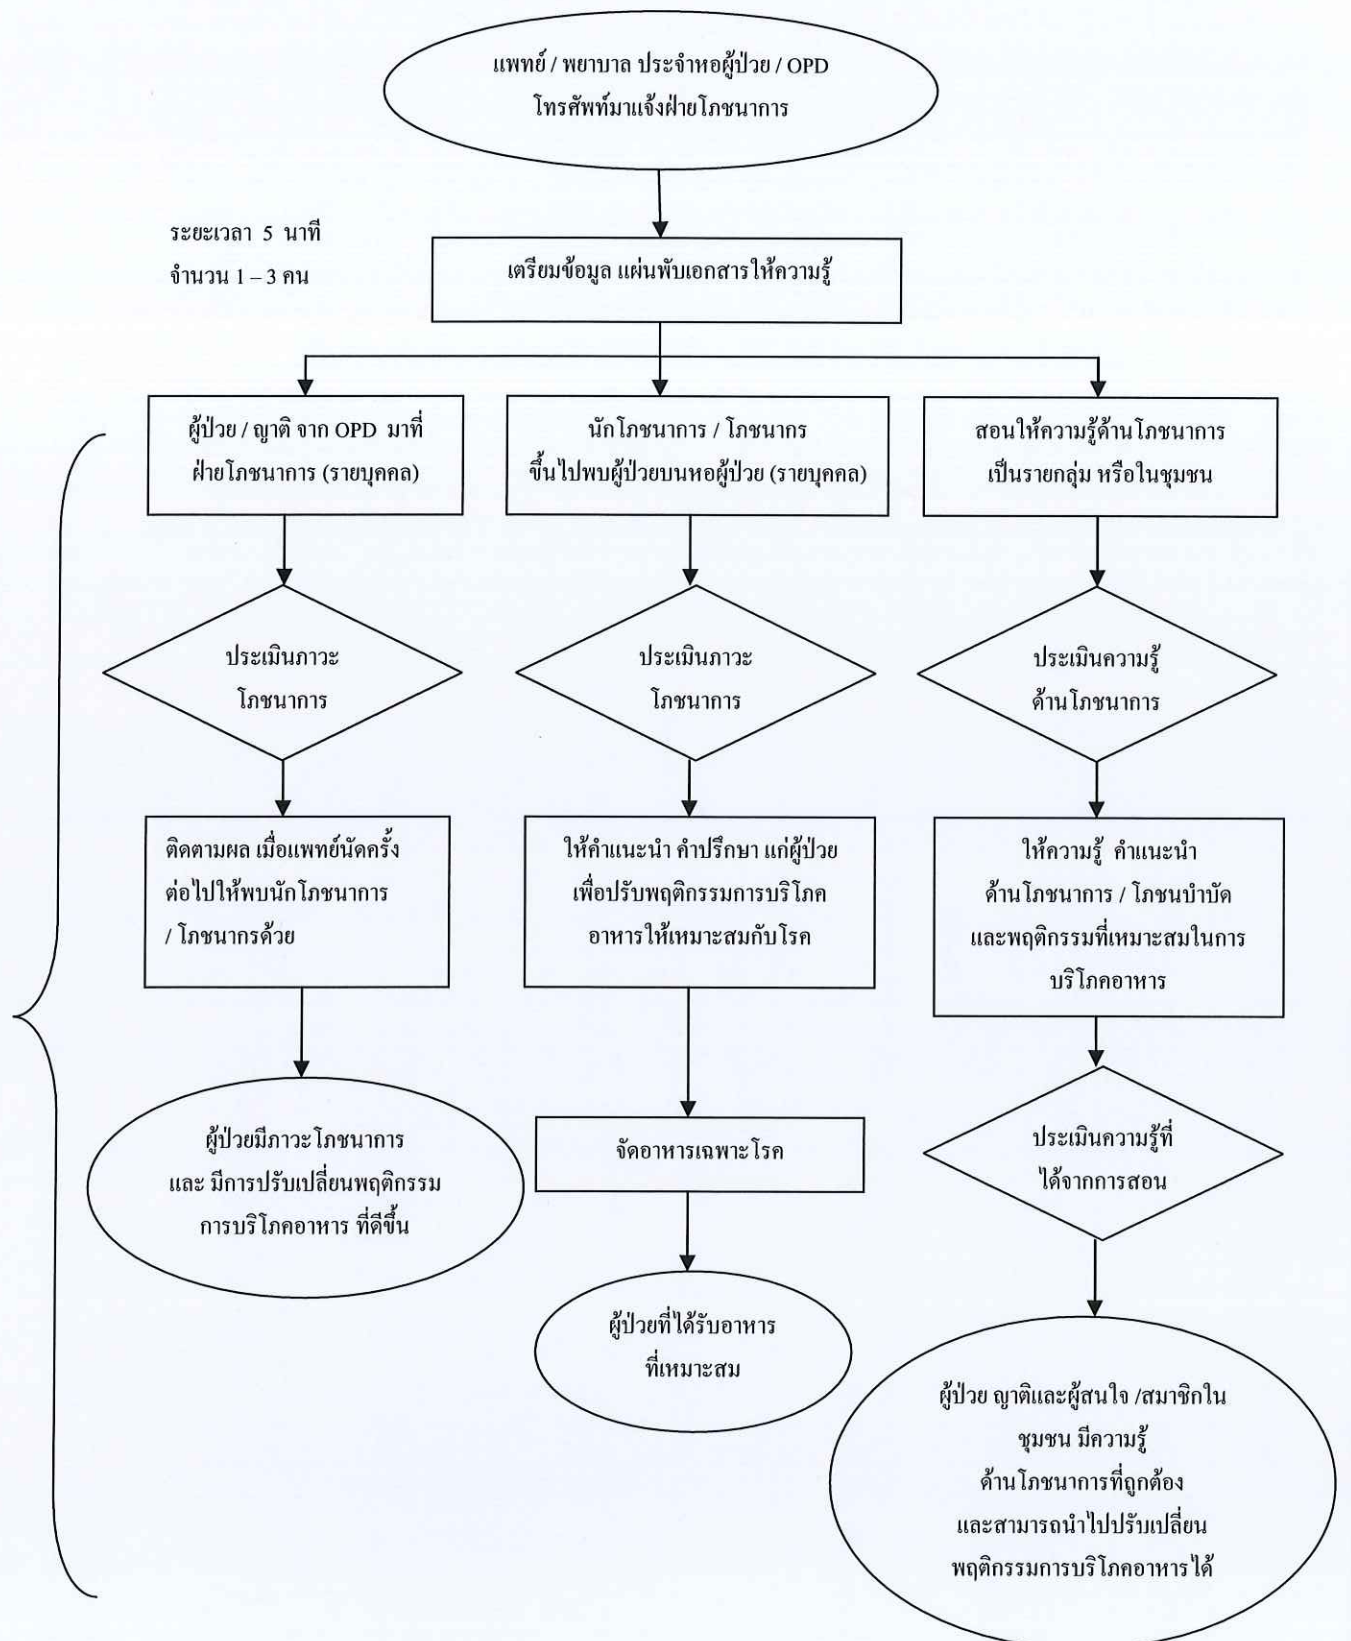 แพทย์ / พยาบาล ประจำหอผู้ป่วย / OPD
โทรศัพท์มาแจ้งฝ่ายโภชนาการ
ระยะเวลา 5 นาที
จำนวน 1 – 3 คน
เตรียมข้อมูล แผ่นพับเอกสารให้ความรู้
ผู้ป่วย / ญาติ จาก OPD มาที่
ฝ่ายโภชนาการ (รายบุคคล)
นักโภชนาการ / โภชนากร
ขึ้นไปพบผู้ป่วยบนหอผู้ป่วย (รายบุคคล)
สอนให้ความรู้ด้านโภชนาการ
เป็นรายกลุ่ม หรือในชุมชน
ประเมินภาวะ
โภชนาการ
ประเมินภาวะ
โภชนาการ
ประเมินความรู้
ด้านโภชนาการ
ติดตามผล เมื่อแพทย์นัดครั้ง
ต่อไปให้พบนักโภชนาการ
/ โภชนากรด้วย
ให้คำแนะนำ คำปรึกษา แก่ผู้ป่วย
เพื่อปรับพฤติกรรมการบริโภค
อาหารให้เหมาะสมกับโรค
ให้ความรู้ คำแนะนำ
ด้านโภชนาการ / โภชนบำบัด
และพฤติกรรมที่เหมาะสมในการ
บริโภคอาหาร
ผู้ป่วยมีภาวะโภชนาการ
และ มีการปรับเปลี่ยนพฤติกรรม
การบริโภคอาหาร ที่ดีขึ้น
จัดอาหารเฉพาะโรค
ประเมินความรู้ที่
ได้จากการสอน
ผู้ป่วยที่ได้รับอาหาร
ที่เหมาะสม
ผู้ป่วย ญาติและผู้สนใจ /สมาชิกใน
ชุมชน มีความรู้
ด้านโภชนาการที่ถูกต้อง
และสามารถนำไปปรับเปลี่ยน
พฤติกรรมการบริโภคอาหารได้